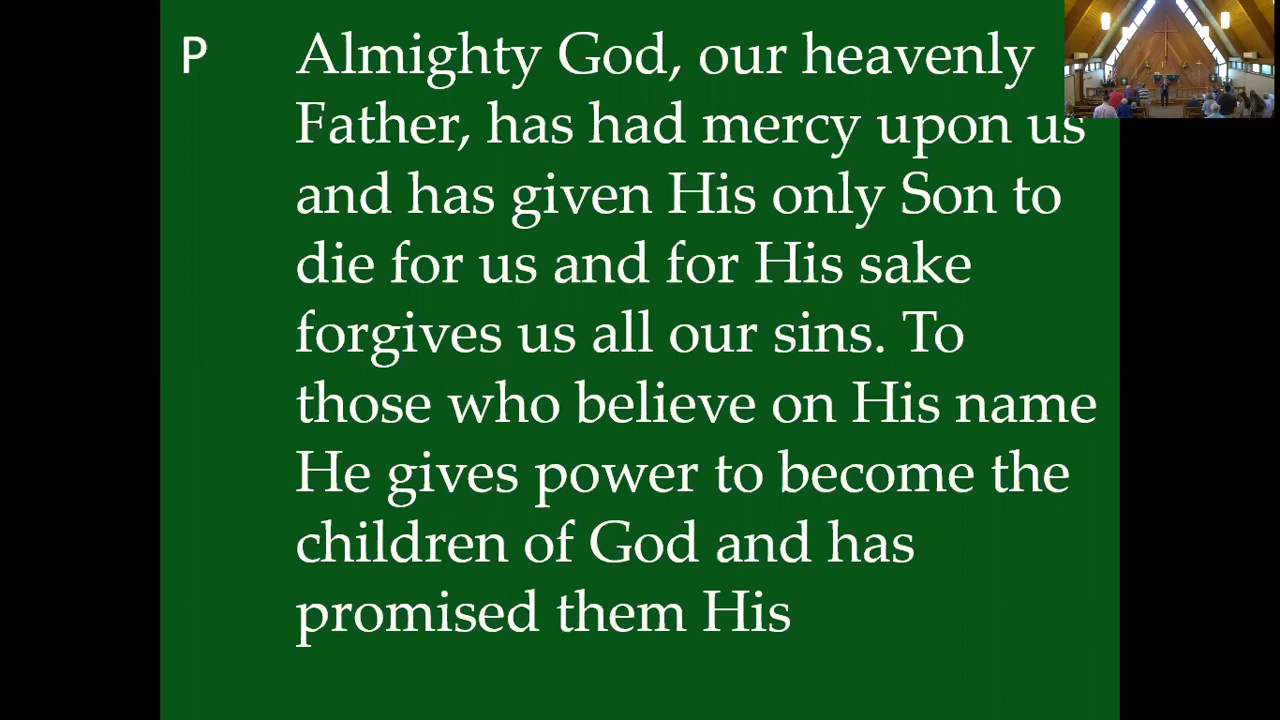 P Almighty God, our heavenly
Father, has had mercy upon us
and has given His only Son to
die for us and for His sake
forgives us all our sins. To
those who believe on His name
He gives power to become the
children of God and has
promised them His